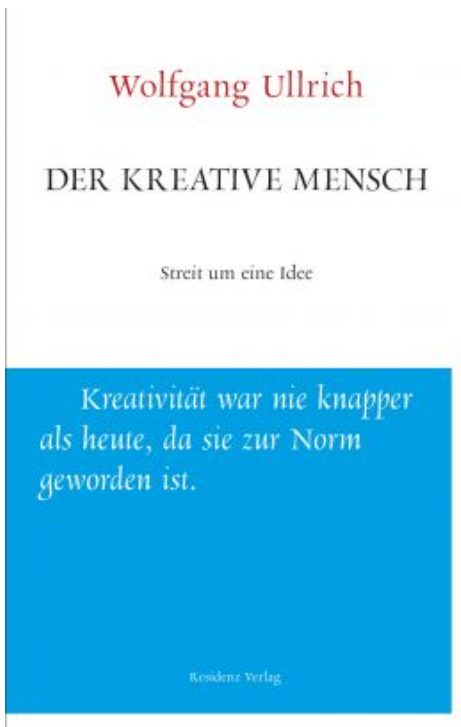 Wolfgang Ullrich
DER KREATIVE MENSCH
Streit um eine Idee
Kreativität war nie knapper
als heute, da sie zur Norm
geworden ist.
Residenz Verlag